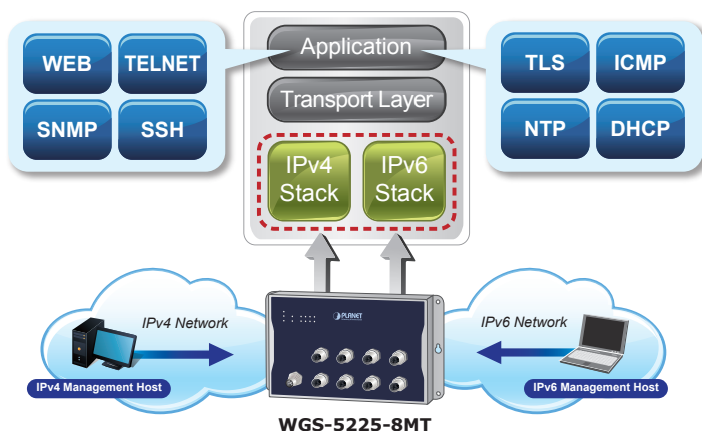 WEB
TELNET
SNMP
SSH
Application
Transport Layer
IPv4
Stack
IPv6
Stack
TLS
ICMP
NTP
DHCP
IPv4 Network
IPv4 Management Host
PLANET
IPv6 Network
IPv6 Management Host
WGS-5225-8MT